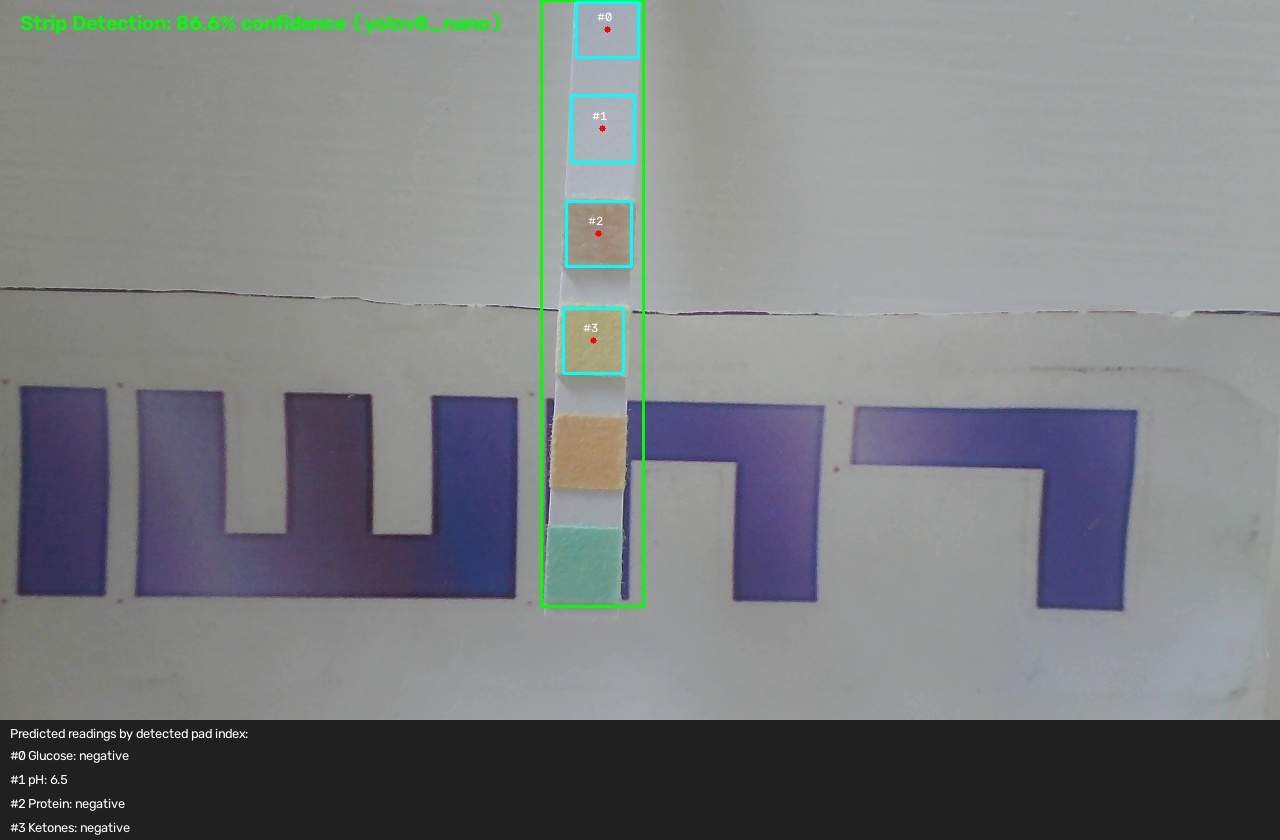 Strip Detection: 86.6% confidence (yolov8_nano)
#0
#1
#2
#3
Predicted readings by detected pad index:
#0 Glucose: negative
#1 pH: 6.5
#2 Protein: negative
#3 Ketones: negative